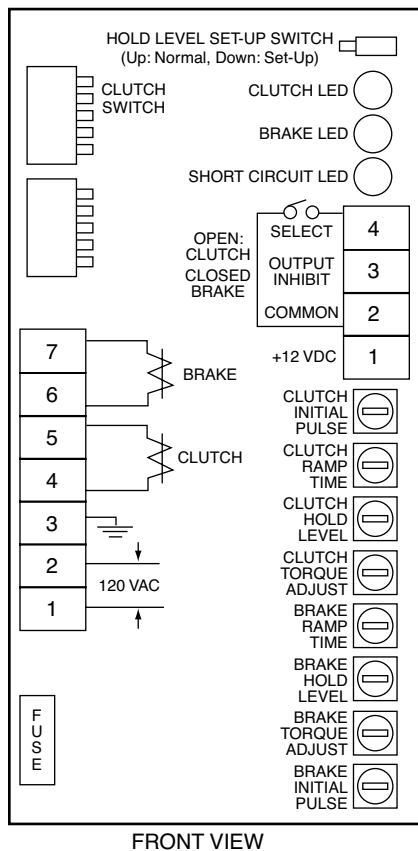 HOLD LEVEL SET-UP SWITCH
(Up: Normal, Down: Set-Up)
CLUTCH
SWITCH
CLUTCH LED
BRAKE LED
SHORT CIRCUIT LED
OPEN:
CLUTCH
CLOSED
BRAKE
SELECT
4
OUTPUT
INHIBIT
3
COMMON
2
+12 VDC
1
7
6
BRAKE
5
4
CLUTCH
3
2
120 VAC
1
CLUTCH
INITIAL
PULSE
CLUTCH
RAMP
TIME
CLUTCH
HOLD
LEVEL
CLUTCH
TORQUE
ADJUST
BRAKE
RAMP
TIME
BRAKE
HOLD
LEVEL
BRAKE
TORQUE
ADJUST
BRAKE
INITIAL
PULSE
F
U
S
E
FRONT VIEW